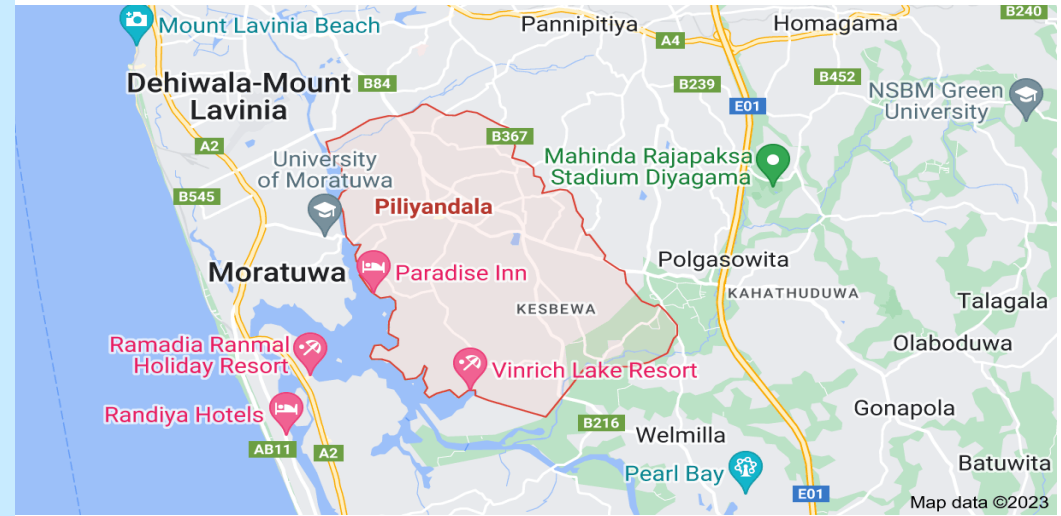 Mount Lavinia Beach
Pannipitiya
Homagama
B240
A4
Dehiwala-Mount
Lavinia
B84
B239
B452
NSBM Green
University
E01
B367
A2
University
of Moratuwa
Mahinda Rajapaksa
Stadium Diyagama
B545
Piliyandala
Moratuwa
Paradise Inn
Polgasowita
KAHATHUDUWA
KESBEWA
Talagala
Ramadia Ranmal
Holiday Resort
Olaboduwa
Vinrich Lake Resort
Randiya Hotels
Gonapola
B216
Welmilla
AB11
A2
Pearl Bay
Batuwita
E01
Map data ©2023